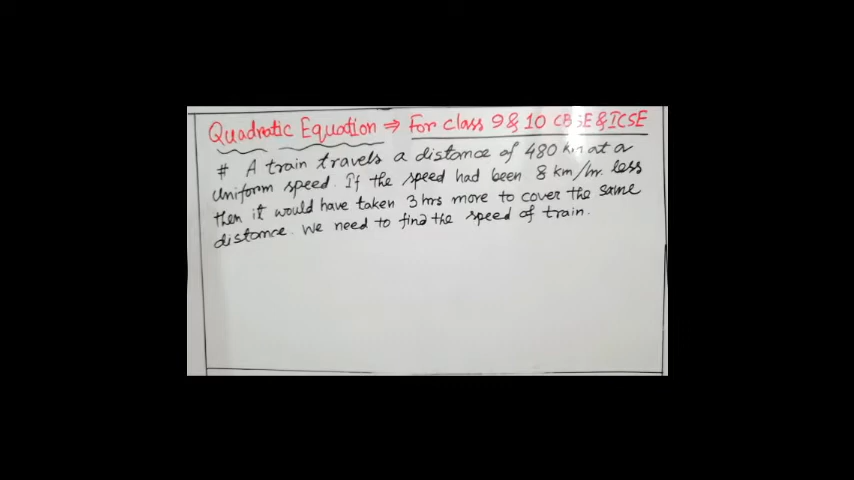 Quadratic Equation ⇒ For class 9 & 10 CBSE & ICSE
# A train travels a distance of 480 km at a
uniform speed. If the speed had been 8 km/hr less
then it would have taken 3 hrs more to cover the same
distance. We need to find the speed of train.